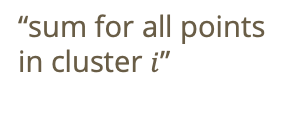 “sum for all points
in cluster i”